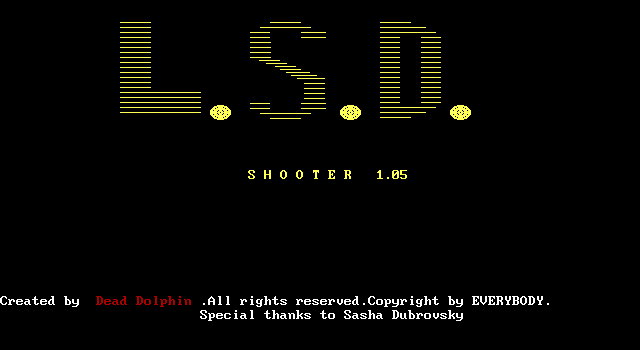 L.S.D.
SHOOTER 1.05
Created by Dead Dolphin .All rights reserved.Copyright by EVERYBODY.
Special thanks to Sasha Dubrovsky